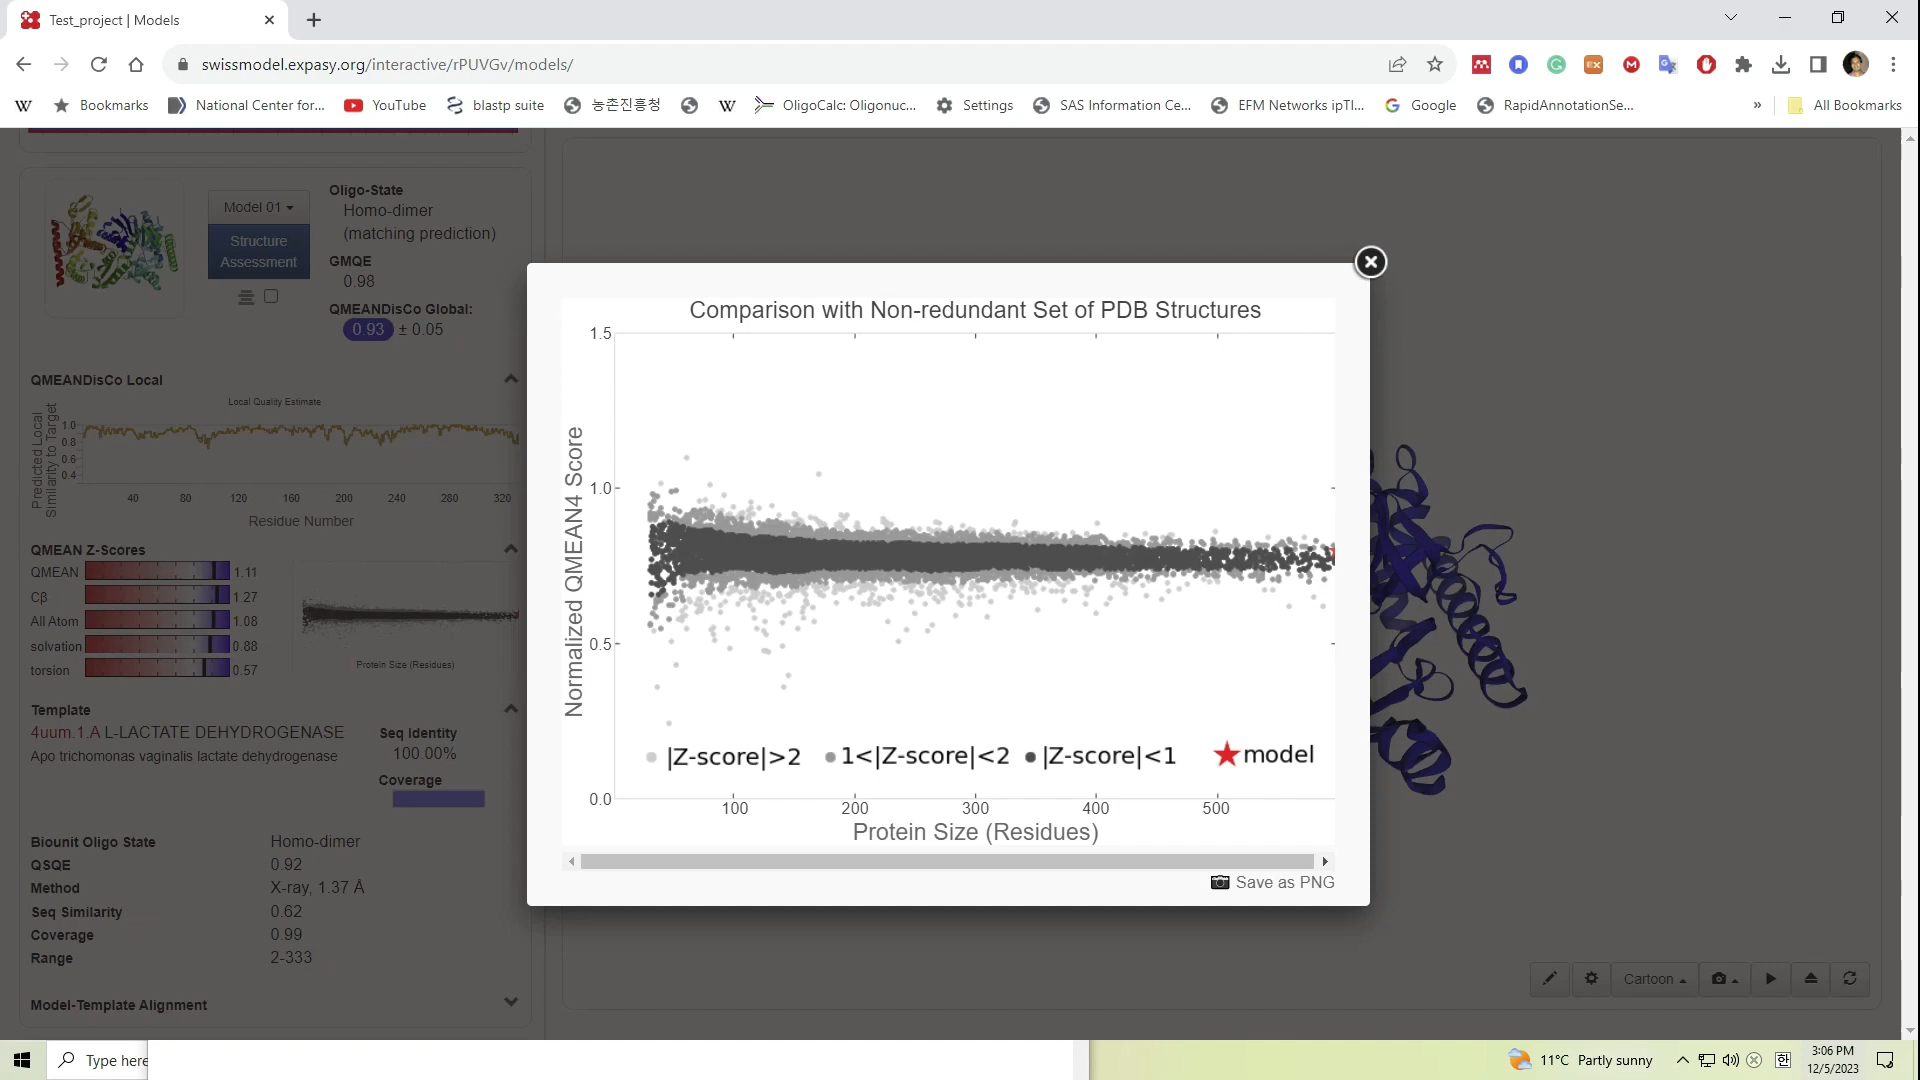 Test_project | Models
swissmodel.expasy.org/interactive/rPUVGv/models/
Bookmarks National Center for... YouTube blastp suite 농촌진흥청 OligoCalc: Oligonuc... Settings SAS Information Ce... EFM Networks ipTI... Google RapidAnnotationSe... » All Bookmarks
Model 01
Structure
Assessment
Oligo-State
Homo-dimer
(matching prediction)
GMQE
0.98
QMEANDisCo Global:
0.93 ± 0.05
QMEANDisCo Local
Local Quality Estimate
Predicted Local
Similarity to Target
1.0
0.8
0.6
0.4
40 80 120 160 200 240 280 320
Residue Number
QMEAN Z-Scores
QMEAN 1.11
Cβ 1.27
All Atom 1.08
solvation 0.88
torsion 0.57
Protein Size (Residues)
Template
4uum.1.A L-LACTATE DEHYDROGENASE
Apo trichomonas vaginalis lactate dehydrogenase
Seq Identity
100.00%
Coverage
Biounit Oligo State Homo-dimer
QSQE 0.92
Method X-ray, 1.37 Å
Seq Similarity 0.62
Coverage 0.99
Range 2-333
Model-Template Alignment
Comparison with Non-redundant Set of PDB Structures
Normalized QMEAN4 Score
1.5
1.0
0.5
0.0
|Z-score|>2 1<|Z-score|<2 |Z-score|<1 model
100 200 300 400 500
Protein Size (Residues)
Save as PNG
Cartoon
Type here
11°C Partly sunny
한
3:06 PM
12/5/2023